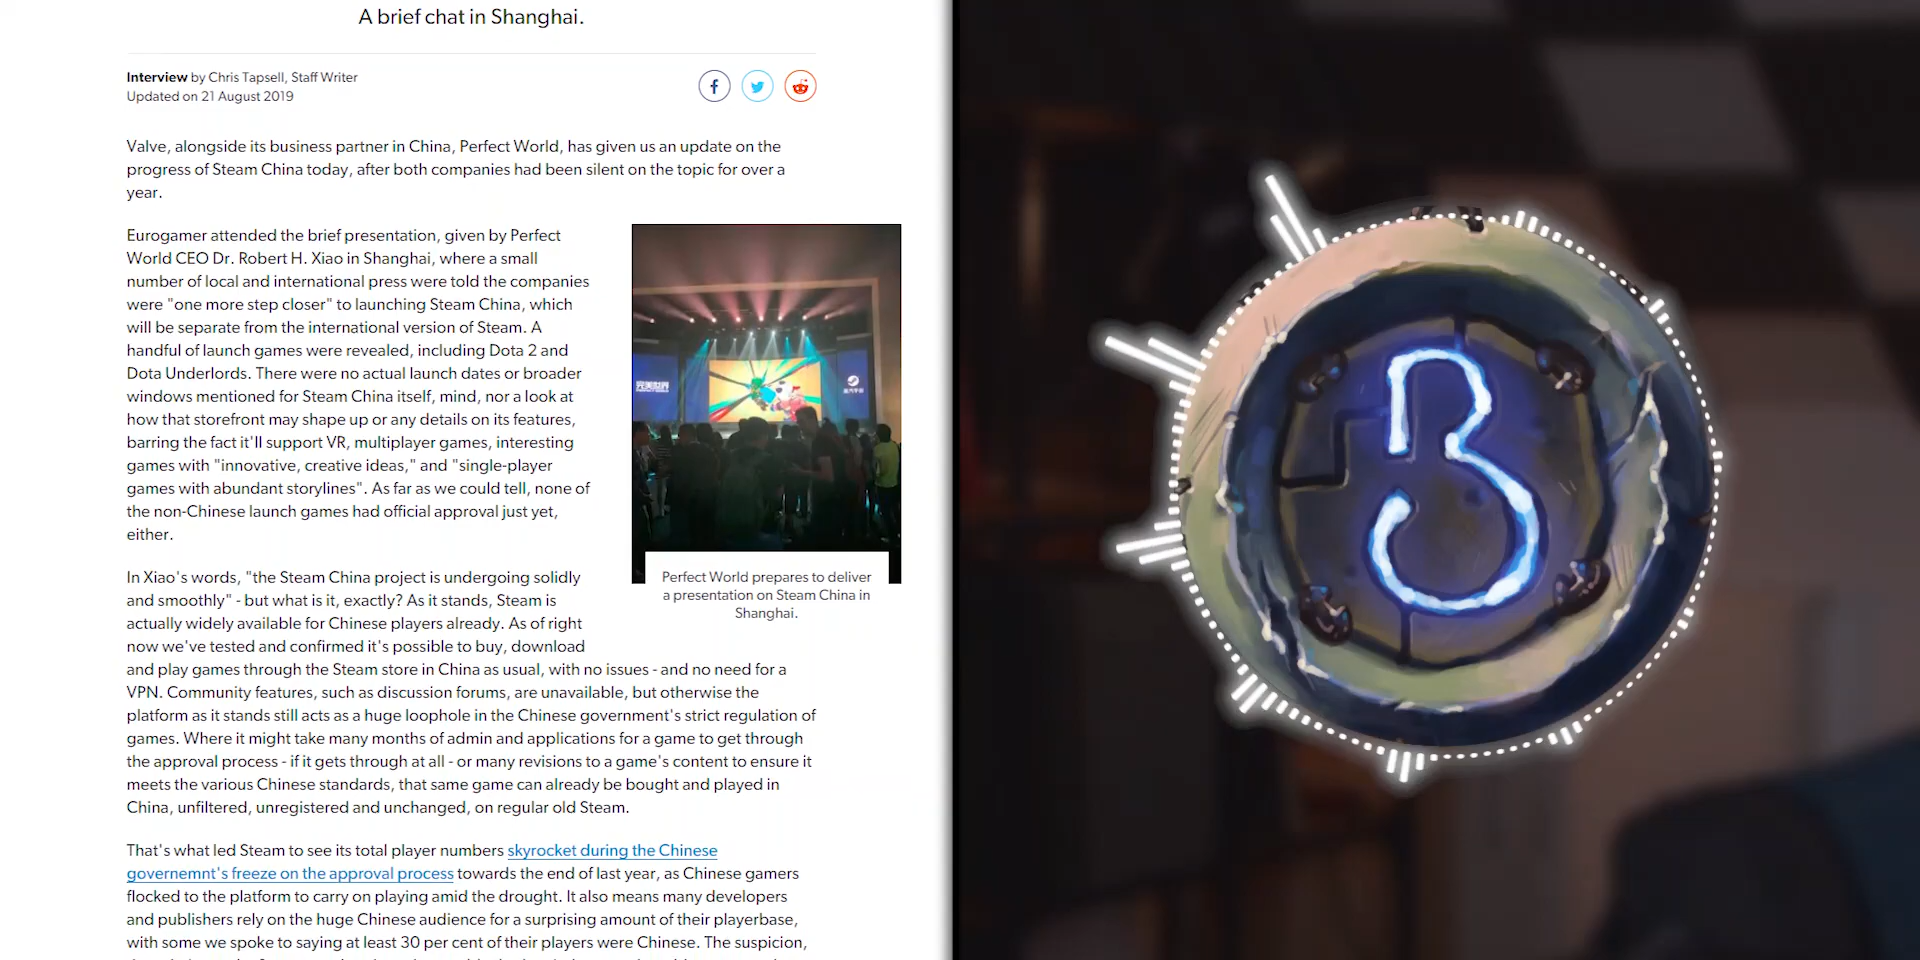 A brief chat in Shanghai.
Interview by Chris Tapsell, Staff Writer
Updated on 21 August 2019
Valve, alongside its business partner in China, Perfect World, has given us an update on the
progress of Steam China today, after both companies had been silent on the topic for over a
year.
Eurogamer attended the brief presentation, given by Perfect
World CEO Dr. Robert H. Xiao in Shanghai, where a small
number of local and international press were told the companies
were "one more step closer" to launching Steam China, which
will be separate from the international version of Steam. A
handful of launch games were revealed, including Dota 2 and
Dota Underlords. There were no actual launch dates or broader
windows mentioned for Steam China itself, mind, nor a look at
how that storefront may shape up or any details on its features,
barring the fact it'll support VR, multiplayer games, interesting
games with "innovative, creative ideas," and "single-player
games with abundant storylines". As far as we could tell, none of
the non-Chinese launch games had official approval just yet,
either.
完美世界
Perfect World prepares to deliver
a presentation on Steam China in
Shanghai.
In Xiao's words, "the Steam China project is undergoing solidly
and smoothly" - but what is it, exactly? As it stands, Steam is
actually widely available for Chinese players already. As of right
now we've tested and confirmed it's possible to buy, download
and play games through the Steam store in China as usual, with no issues - and no need for a
VPN. Community features, such as discussion forums, are unavailable, but otherwise the
platform as it stands still acts as a huge loophole in the Chinese government's strict regulation of
games. Where it might take many months of admin and applications for a game to get through
the approval process - if it gets through at all - or many revisions to a game's content to ensure it
meets the various Chinese standards, that same game can already be bought and played in
China, unfiltered, unregistered and unchanged, on regular old Steam.
That's what led Steam to see its total player numbers skyrocket during the Chinese
governemnt's freeze on the approval process towards the end of last year, as Chinese gamers
flocked to the platform to carry on playing amid the drought. It also means many developers
and publishers rely on the huge Chinese audience for a surprising amount of their playerbase,
with some we spoke to saying at least 30 per cent of their players were Chinese. The suspicion,